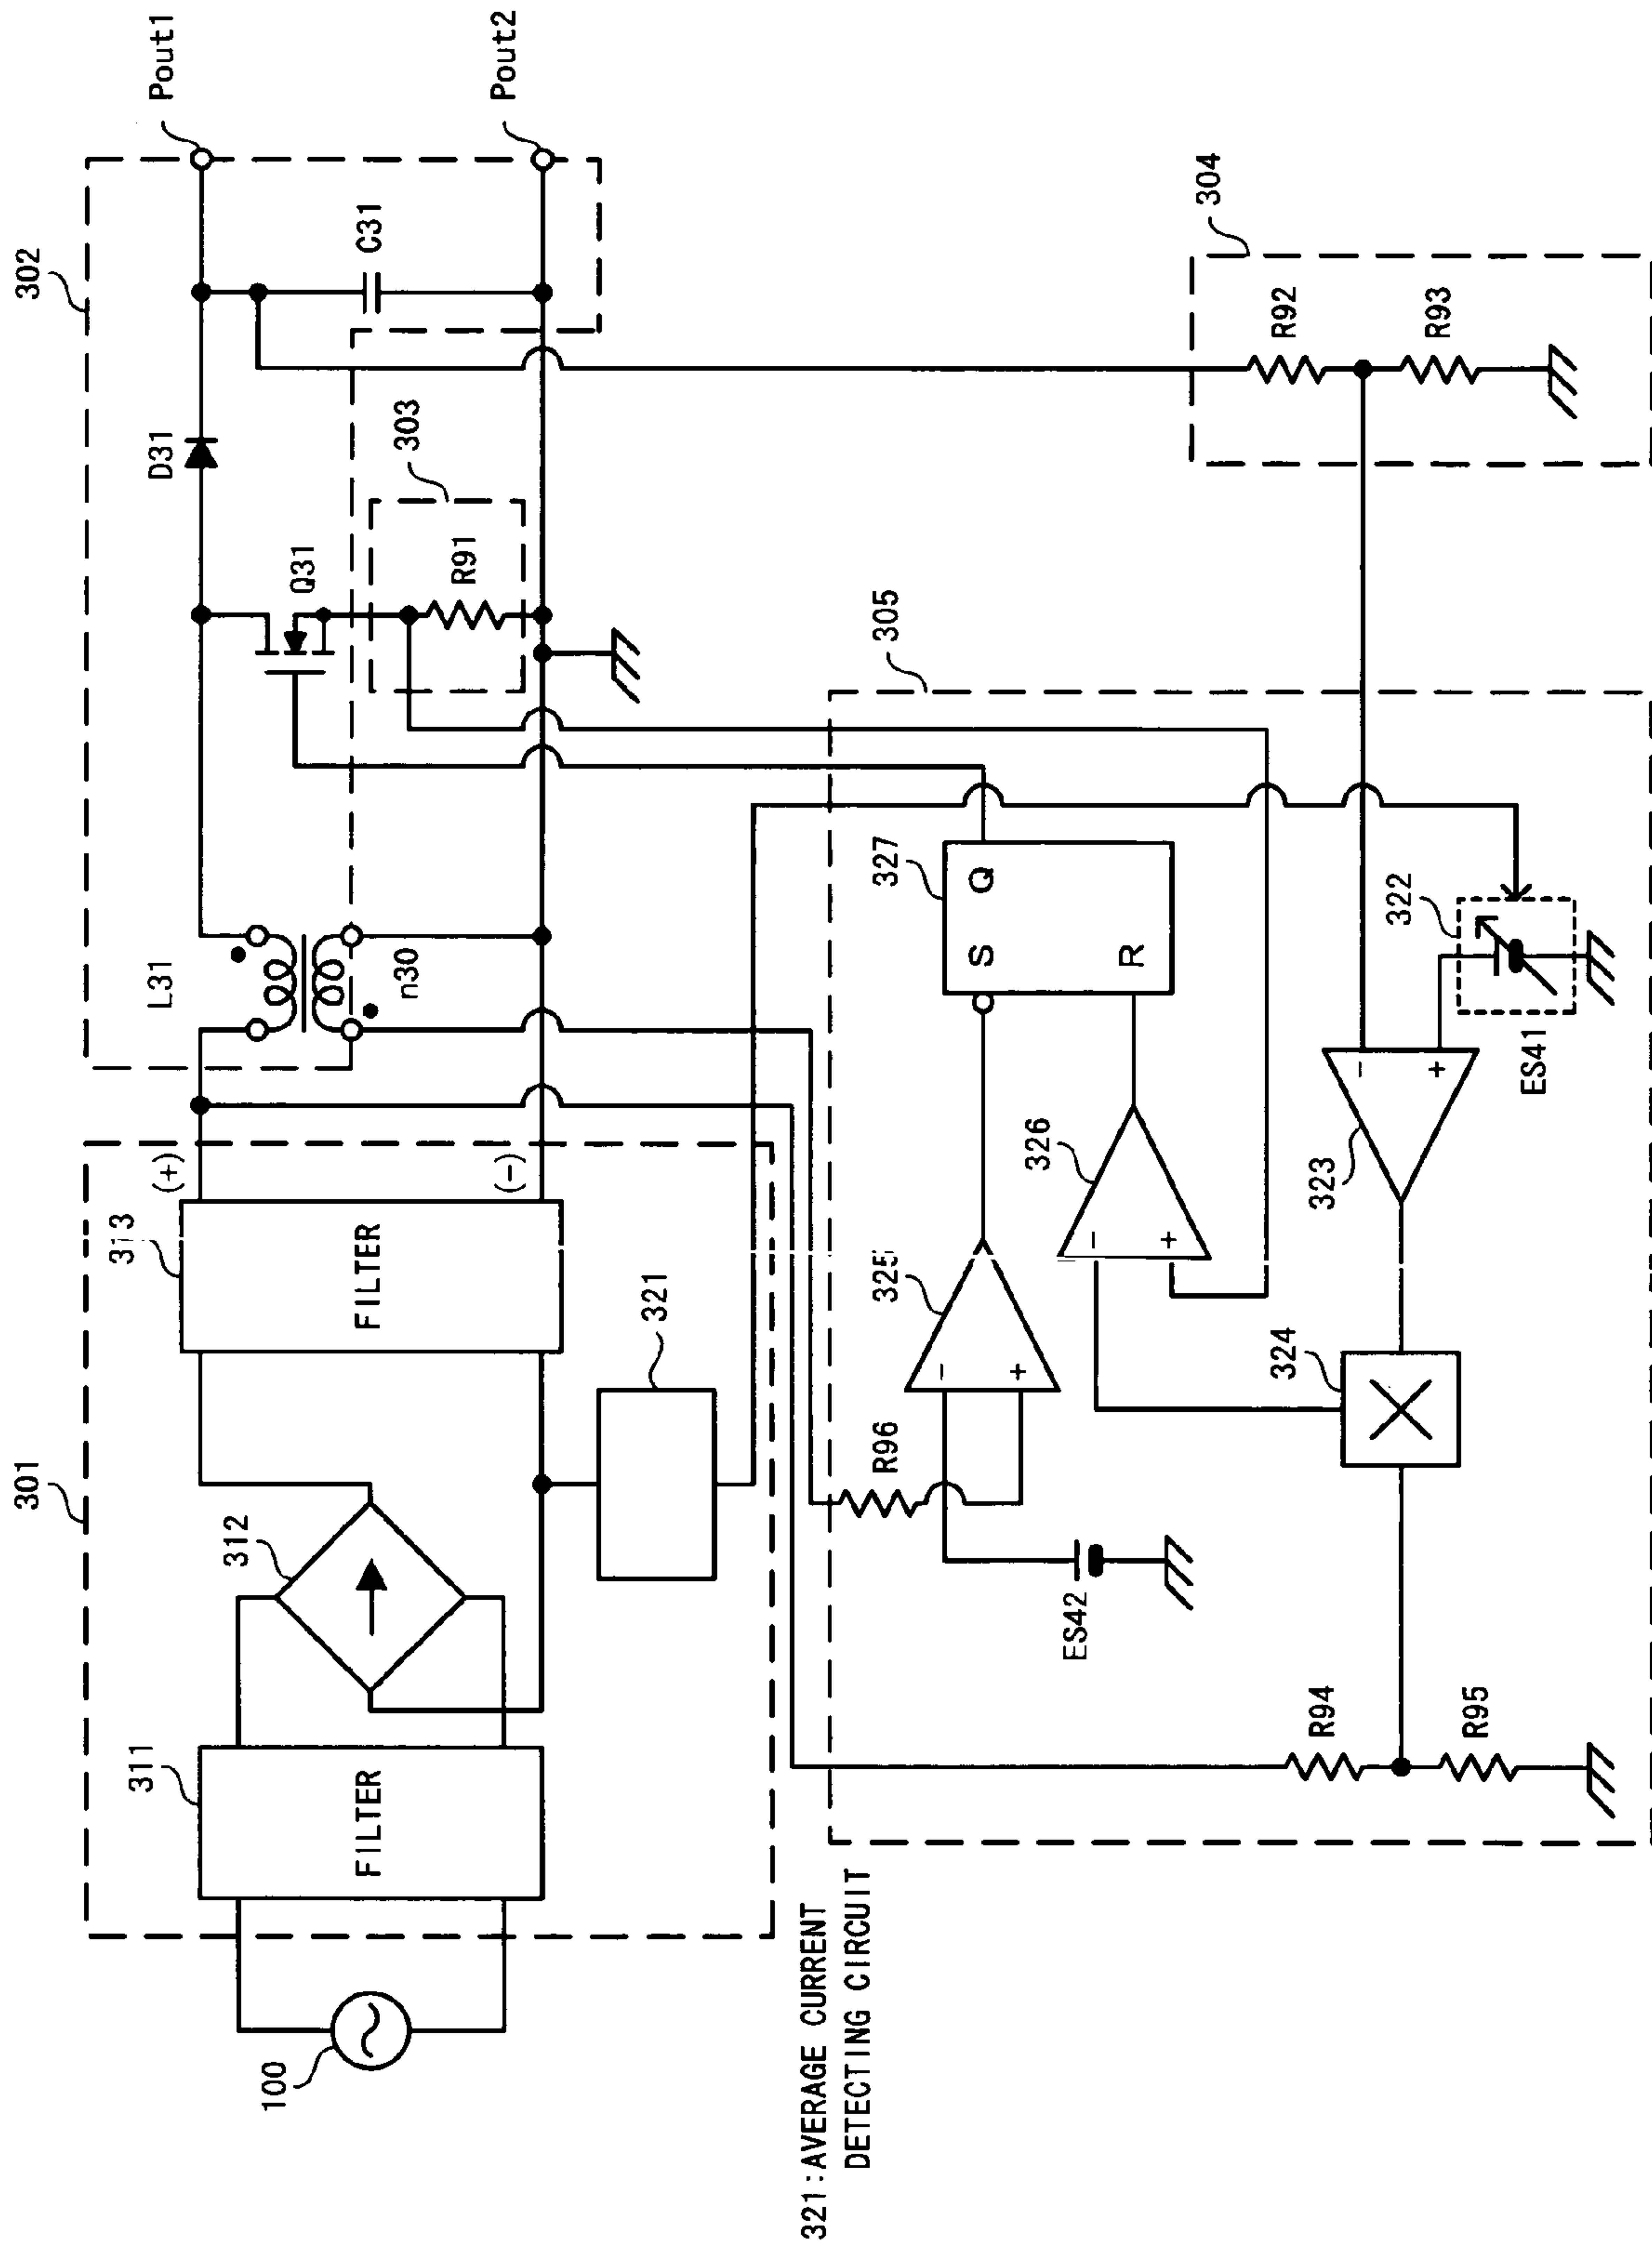 302
Pout1
L31
D31
Q31
C31
303
R91
Pout2
n30
301
311
FILTER
312
313
FILTER
(+)
(-)
100
321
321:AVERAGE CURRENT
DETECTING CIRCUIT
305
327
S
Q
R
325
-
+
R96
ES42
326
-
+
304
R92
R93
324
323
-
+
322
ES41
R94
R95